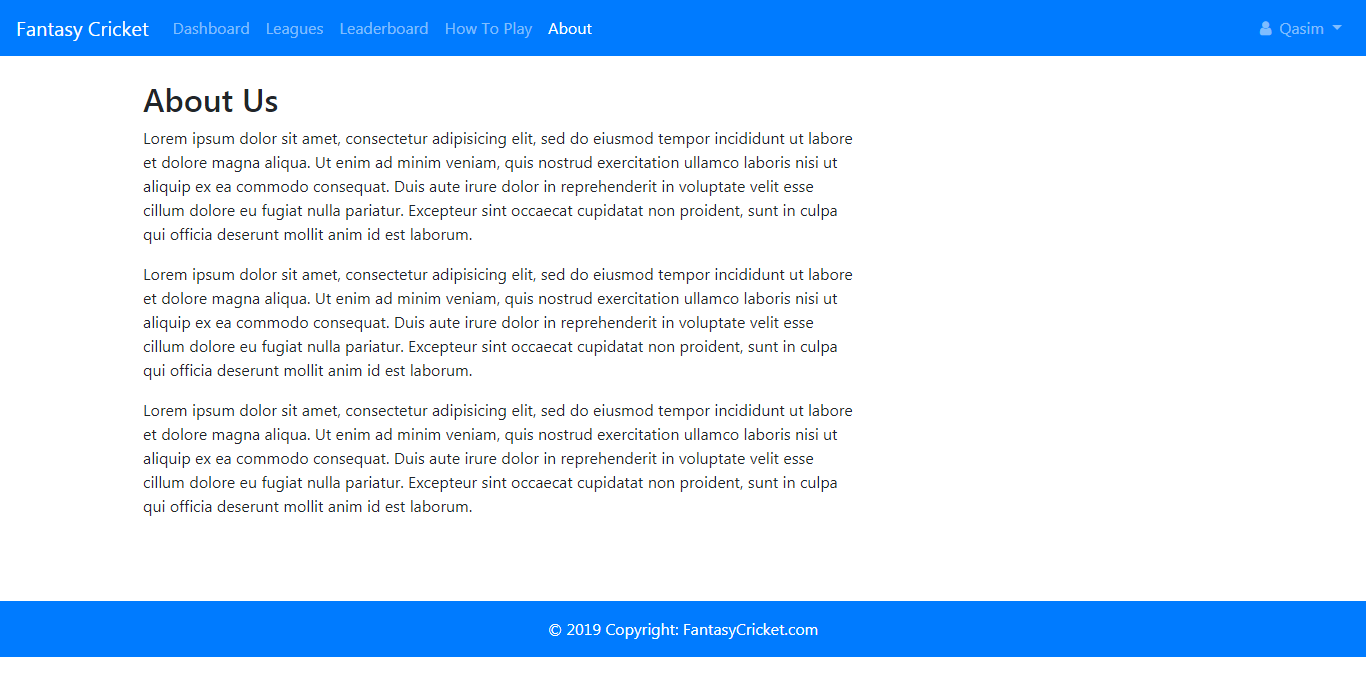 Fantasy Cricket Dashboard Leagues Leaderboard How To Play About Qasim
About Us
Lorem ipsum dolor sit amet, consectetur adipisicing elit, sed do eiusmod tempor incididunt ut labore
et dolore magna aliqua. Ut enim ad minim veniam, quis nostrud exercitation ullamco laboris nisi ut
aliquip ex ea commodo consequat. Duis aute irure dolor in reprehenderit in voluptate velit esse
cillum dolore eu fugiat nulla pariatur. Excepteur sint occaecat cupidatat non proident, sunt in culpa
qui officia deserunt mollit anim id est laborum.
Lorem ipsum dolor sit amet, consectetur adipisicing elit, sed do eiusmod tempor incididunt ut labore
et dolore magna aliqua. Ut enim ad minim veniam, quis nostrud exercitation ullamco laboris nisi ut
aliquip ex ea commodo consequat. Duis aute irure dolor in reprehenderit in voluptate velit esse
cillum dolore eu fugiat nulla pariatur. Excepteur sint occaecat cupidatat non proident, sunt in culpa
qui officia deserunt mollit anim id est laborum.
Lorem ipsum dolor sit amet, consectetur adipisicing elit, sed do eiusmod tempor incididunt ut labore
et dolore magna aliqua. Ut enim ad minim veniam, quis nostrud exercitation ullamco laboris nisi ut
aliquip ex ea commodo consequat. Duis aute irure dolor in reprehenderit in voluptate velit esse
cillum dolore eu fugiat nulla pariatur. Excepteur sint occaecat cupidatat non proident, sunt in culpa
qui officia deserunt mollit anim id est laborum.
© 2019 Copyright: FantasyCricket.com